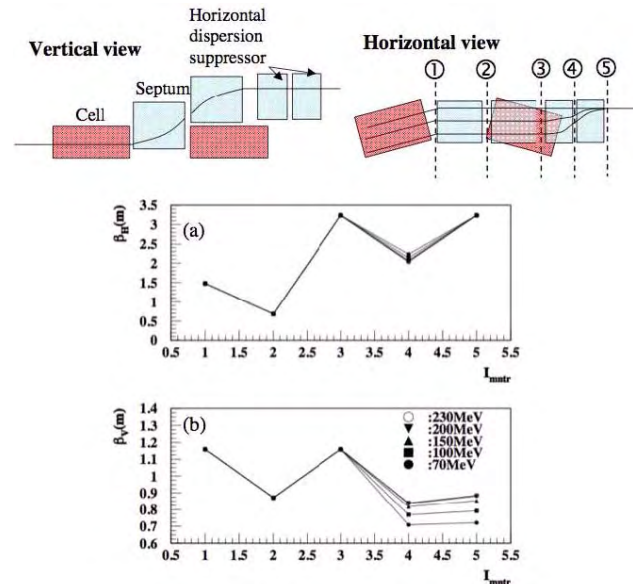 Vertical view
Horizontal
dispersion
suppressor
Septum
Cell
Horizontal view
① ② ③ ④ ⑤
(a)
β_H(m)
3.5
3
2.5
2
1.5
1
0.5
0
0.5 1 1.5 2 2.5 3 3.5 4 4.5 5 5.5
I_mntr
(b)
β_V(m)
1.4
1.3
1.2
1.1
1
0.9
0.8
0.7
0.6
○ :230MeV
▼ :200MeV
▲ :150MeV
■ :100MeV
● :70MeV
0.5 1 1.5 2 2.5 3 3.5 4 4.5 5 5.5
I_mntr